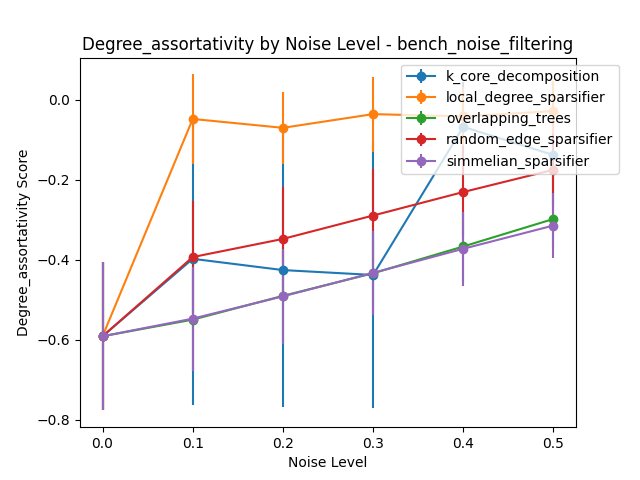 Degree_assortativity by Noise Level - bench_noise_filtering
k_core_decomposition
local_degree_sparsifier
overlapping_trees
random_edge_sparsifier
simmelian_sparsifier
0.0
−0.2
−0.4
−0.6
−0.8
Degree_assortativity Score
0.0 0.1 0.2 0.3 0.4 0.5
Noise Level